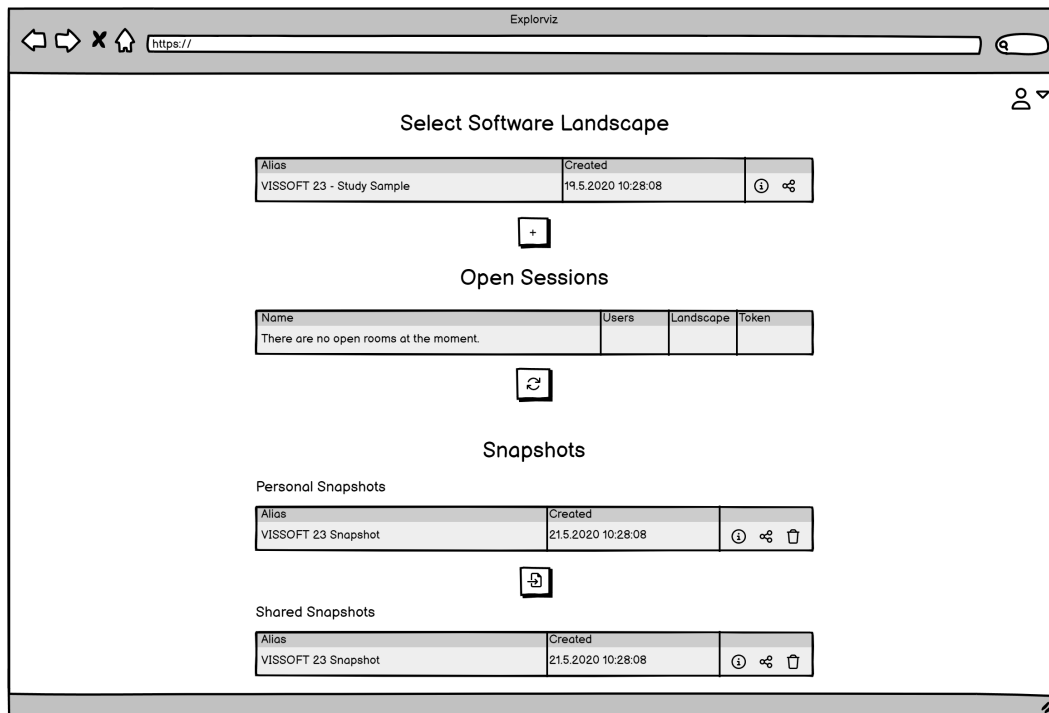 Explorviz
https://
Select Software Landscape
Alias Created
VISSOFT 23 - Study Sample 19.5.2020 10:28:08
+
Open Sessions
Name Users Landscape Token
There are no open rooms at the moment.
Snapshots
Personal Snapshots
Alias Created
VISSOFT 23 Snapshot 21.5.2020 10:28:08
Shared Snapshots
Alias Created
VISSOFT 23 Snapshot 21.5.2020 10:28:08